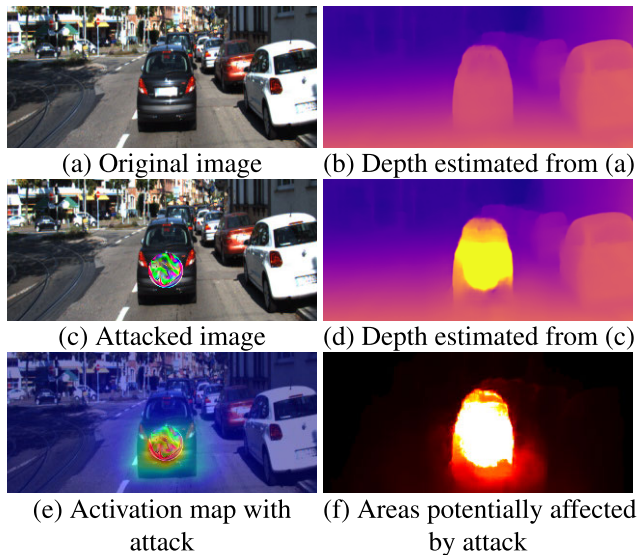 (a) Original image
(b) Depth estimated from (a)
(c) Attacked image
(d) Depth estimated from (c)
(e) Activation map with
attack
(f) Areas potentially affected
by attack